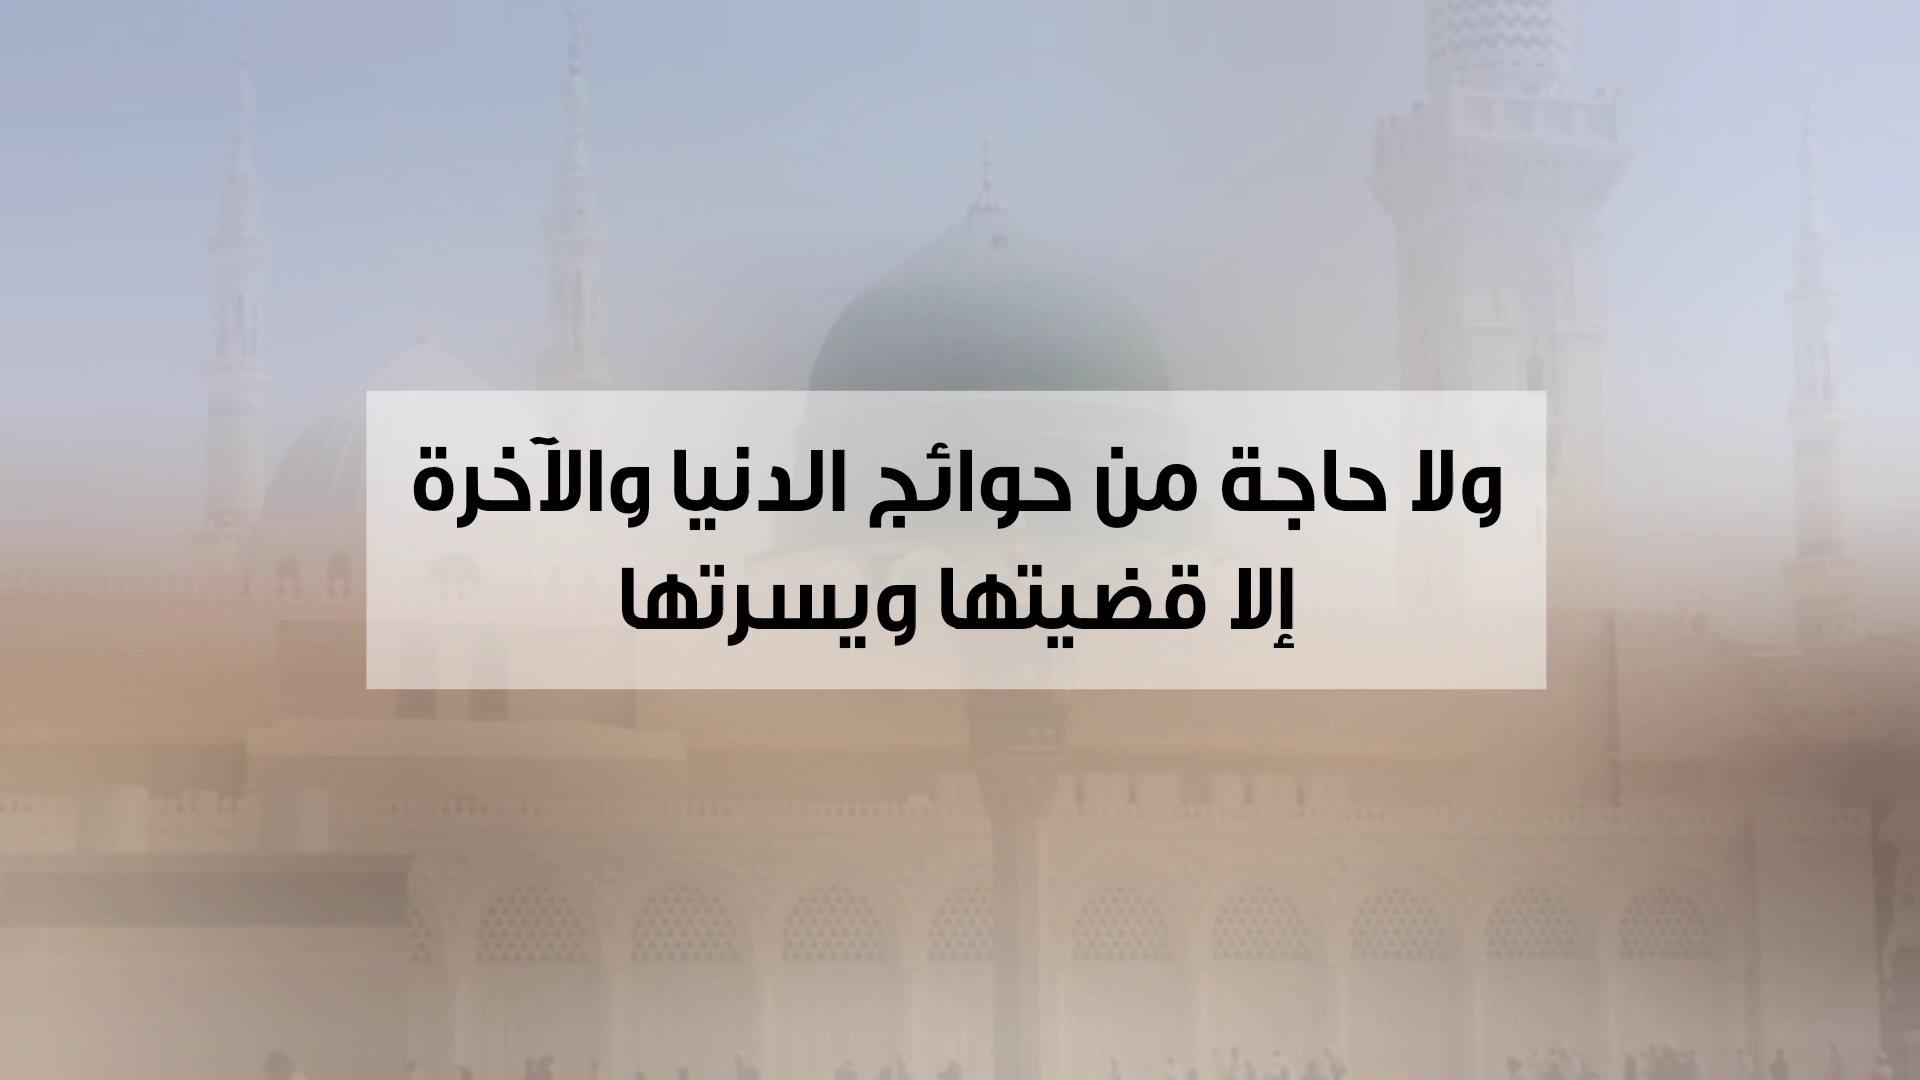 ولا حاجة من حوائج الدنيا والآخرة
إلا قضيتها ويسرتها